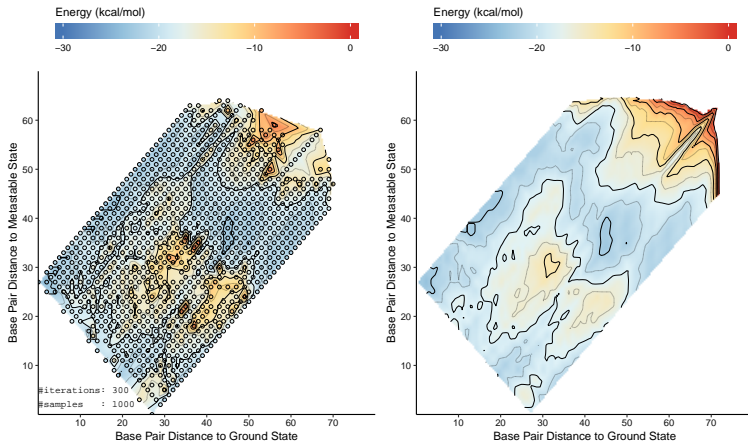 Energy (kcal/mol)
−30 −20 −10 0
Base Pair Distance to Metastable State
60
50
40
30
20
10
#iterations: 300
#samples : 1000
10 20 30 40 50 60 70
Base Pair Distance to Ground State
Energy (kcal/mol)
−30 −20 −10 0
Base Pair Distance to Metastable State
60
50
40
30
20
10
10 20 30 40 50 60 70
Base Pair Distance to Ground State